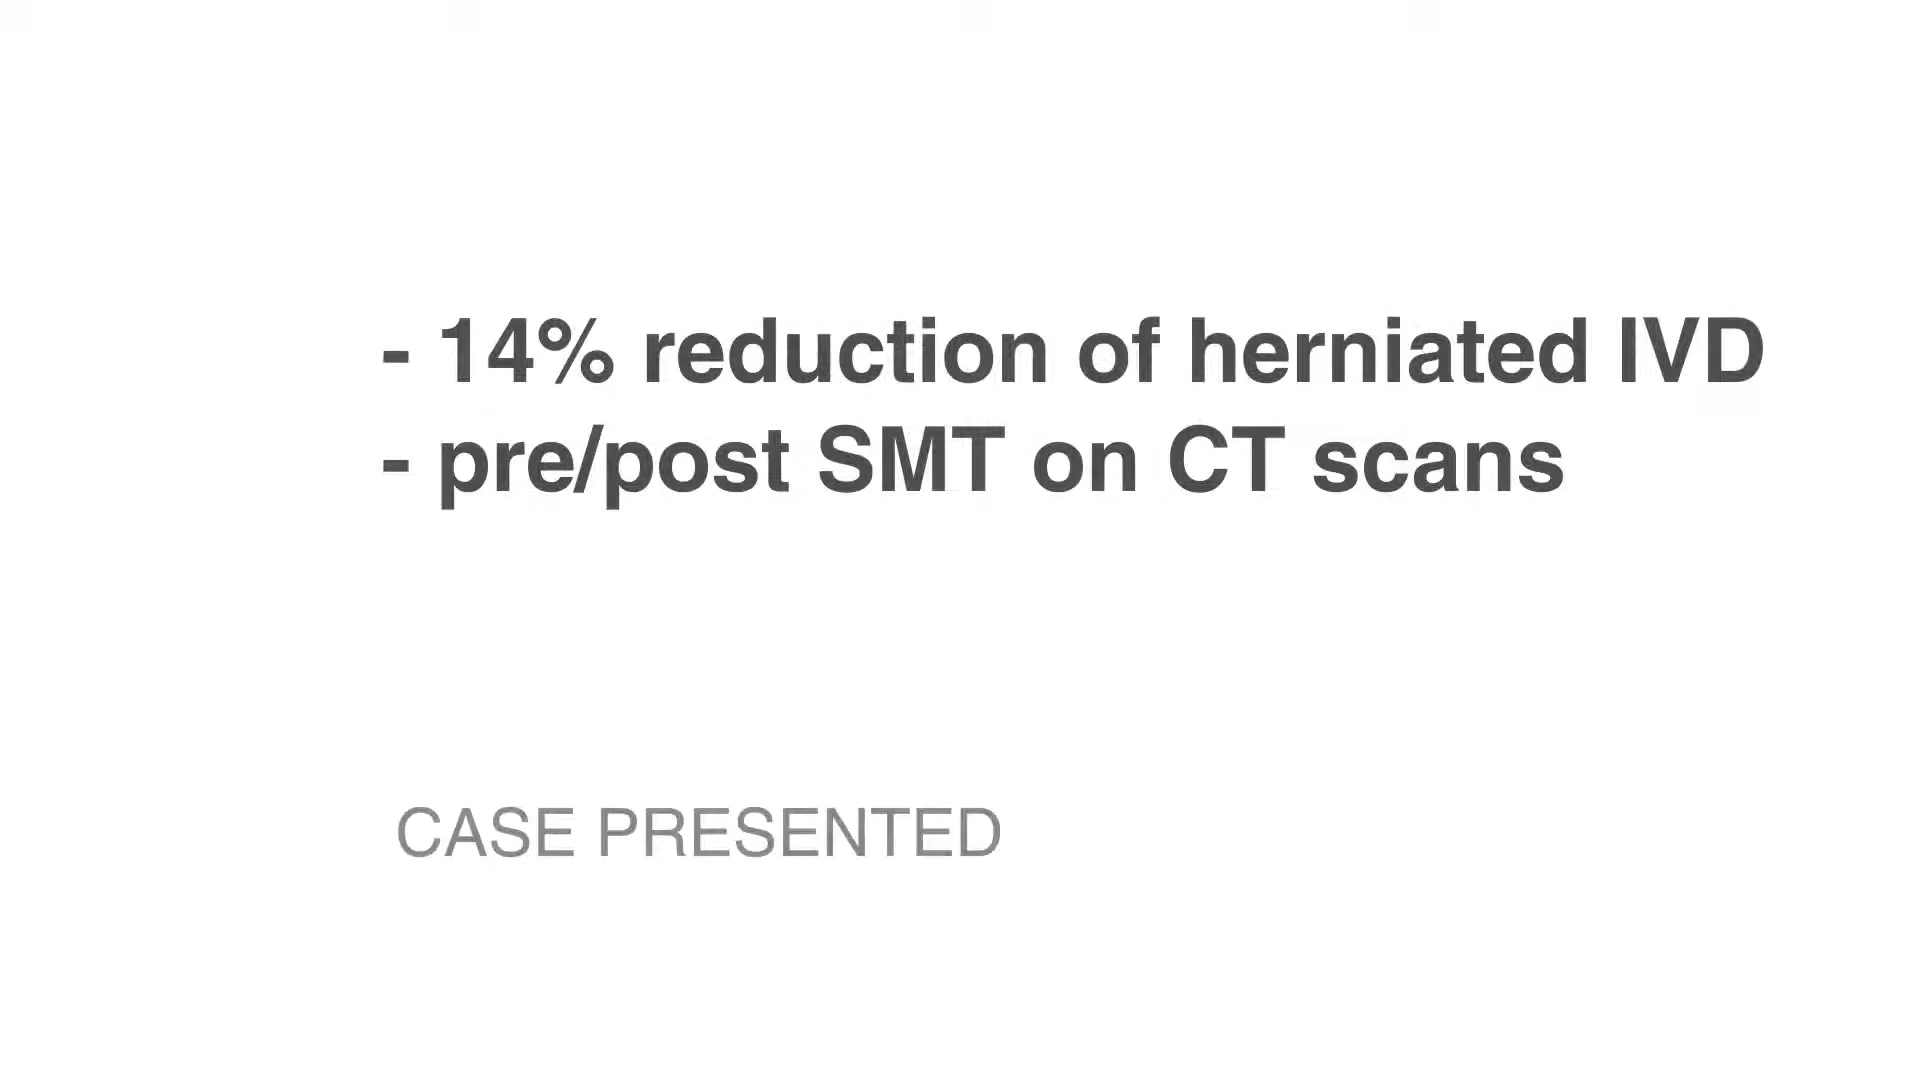 - 14% reduction of herniated IVD
- pre/post SMT on CT scans
CASE PRESENTED